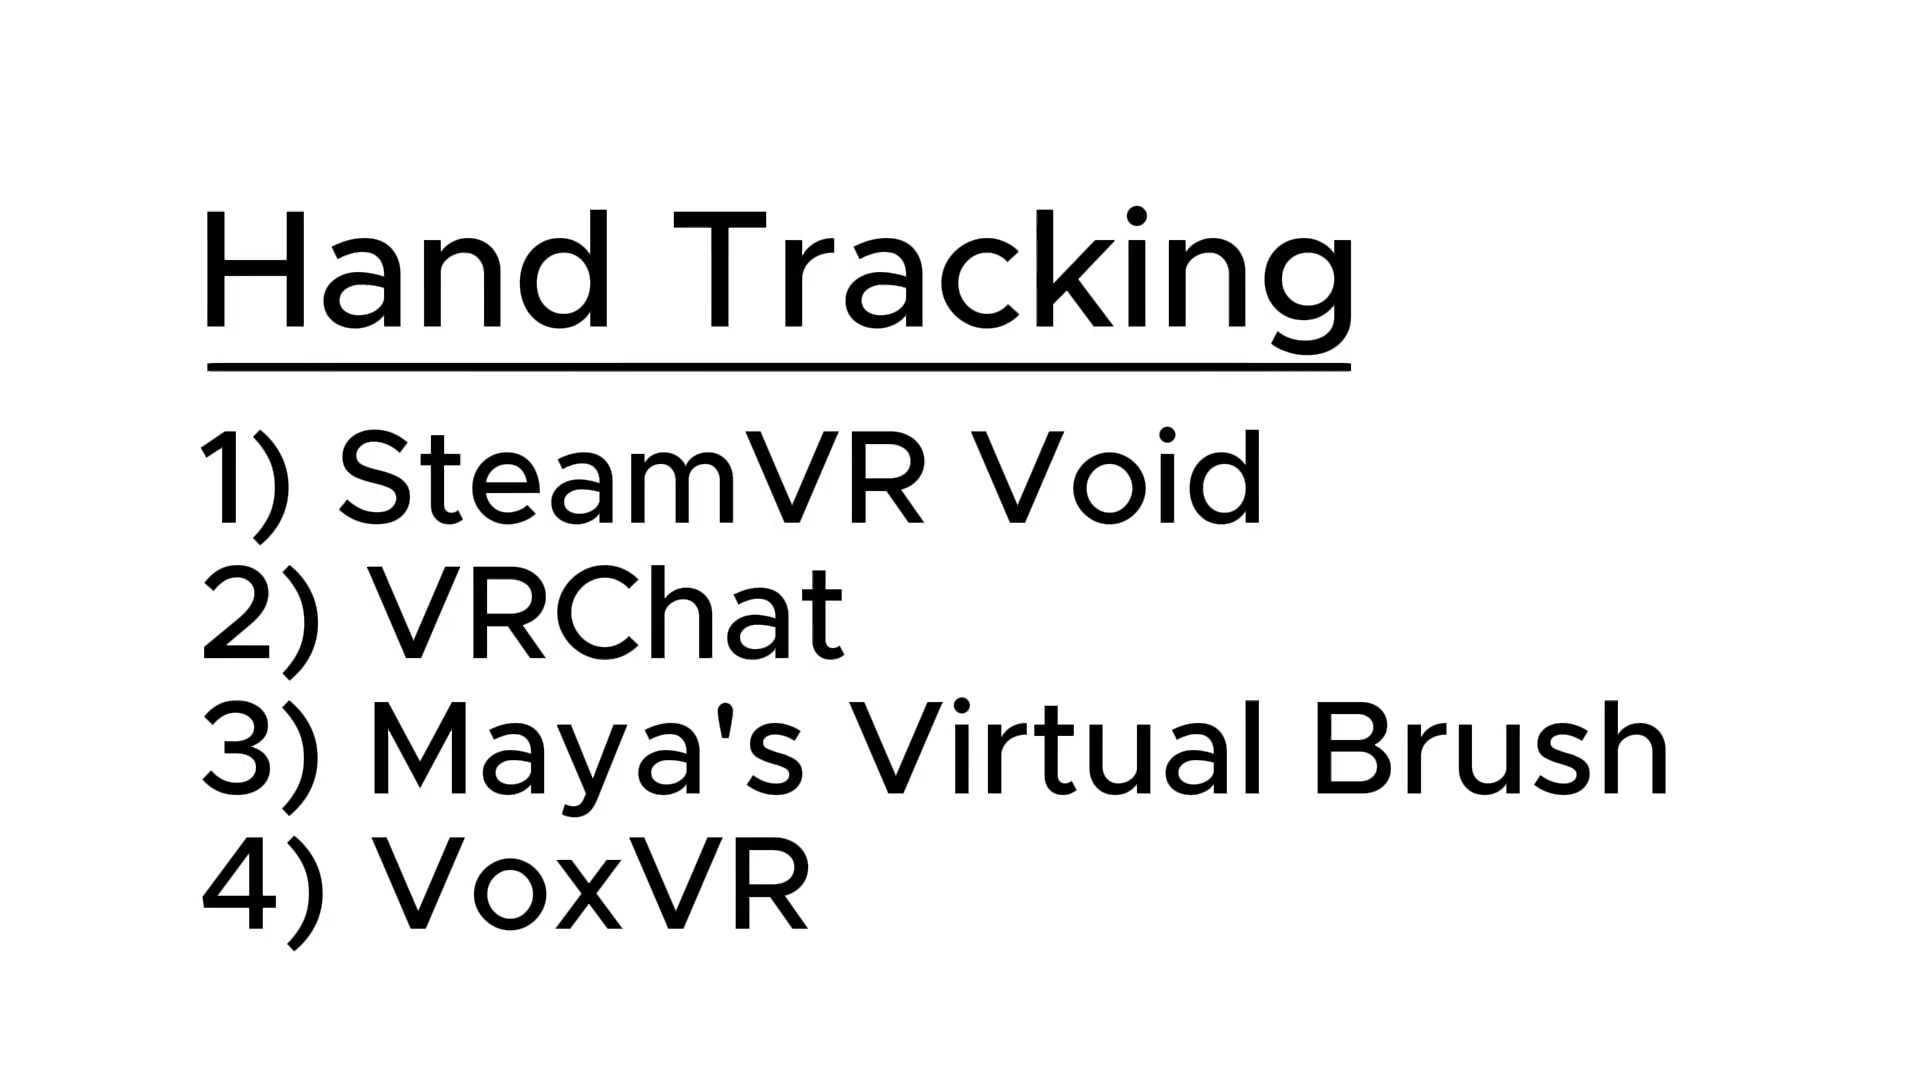 Hand Tracking
1) SteamVR Void
2) VRChat
3) Maya's Virtual Brush
4) VoxVR